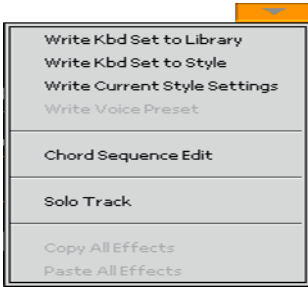 Write Kbd Set to Library
Write Kbd Set to Style
Write Current Style Settings
Write Voice Preset
Chord Sequence Edit
Solo Track
Copy All Effects
Paste All Effects